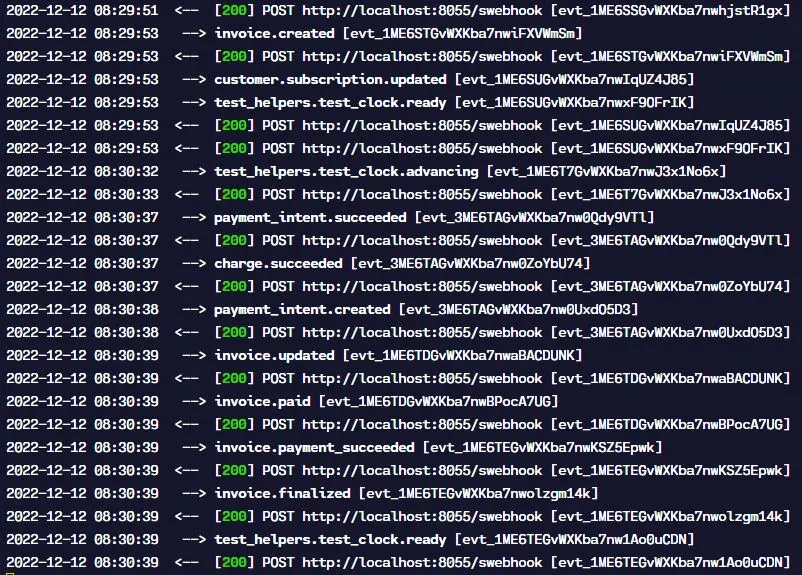 2022-12-12 08:29:51 <-- [200] POST http://localhost:8055/swebhook [evt_1ME6SSGvWXKba7nwhjstR1gx]
2022-12-12 08:29:53 --> invoice.created [evt_1ME6STGvWXKba7nwiFXVWmSm]
2022-12-12 08:29:53 <-- [200] POST http://localhost:8055/swebhook [evt_1ME6STGvWXKba7nwiFXVWmSm]
2022-12-12 08:29:53 --> customer.subscription.updated [evt_1ME6SUGvWXKba7nwIqUZ4J85]
2022-12-12 08:29:53 --> test_helpers.test_clock.ready [evt_1ME6SUGvWXKba7nwxF9OFrIK]
2022-12-12 08:29:53 <-- [200] POST http://localhost:8055/swebhook [evt_1ME6SUGvWXKba7nwIqUZ4J85]
2022-12-12 08:29:53 <-- [200] POST http://localhost:8055/swebhook [evt_1ME6SUGvWXKba7nwxF9OFrIK]
2022-12-12 08:30:32 --> test_helpers.test_clock.advancing [evt_1ME6T7GvWXKba7nwJ3x1No6x]
2022-12-12 08:30:33 <-- [200] POST http://localhost:8055/swebhook [evt_1ME6T7GvWXKba7nwJ3x1No6x]
2022-12-12 08:30:37 --> payment_intent.succeeded [evt_3ME6TAGvWXKba7nw0Qdy9VTl]
2022-12-12 08:30:37 <-- [200] POST http://localhost:8055/swebhook [evt_3ME6TAGvWXKba7nw0Qdy9VTl]
2022-12-12 08:30:37 --> charge.succeeded [evt_3ME6TAGvWXKba7nw0ZoYbU74]
2022-12-12 08:30:37 <-- [200] POST http://localhost:8055/swebhook [evt_3ME6TAGvWXKba7nw0ZoYbU74]
2022-12-12 08:30:38 --> payment_intent.created [evt_3ME6TAGvWXKba7nw0UxdO5D3]
2022-12-12 08:30:38 <-- [200] POST http://localhost:8055/swebhook [evt_3ME6TAGvWXKba7nw0UxdO5D3]
2022-12-12 08:30:39 --> invoice.updated [evt_1ME6TDGvWXKba7nwaBACDUNK]
2022-12-12 08:30:39 <-- [200] POST http://localhost:8055/swebhook [evt_1ME6TDGvWXKba7nwaBACDUNK]
2022-12-12 08:30:39 --> invoice.paid [evt_1ME6TDGvWXKba7nwBPocA7UG]
2022-12-12 08:30:39 <-- [200] POST http://localhost:8055/swebhook [evt_1ME6TDGvWXKba7nwBPocA7UG]
2022-12-12 08:30:39 --> invoice.payment_succeeded [evt_1ME6TEGvWXKba7nwKSZ5Epwk]
2022-12-12 08:30:39 <-- [200] POST http://localhost:8055/swebhook [evt_1ME6TEGvWXKba7nwKSZ5Epwk]
2022-12-12 08:30:39 --> invoice.finalized [evt_1ME6TEGvWXKba7nwolzgm14k]
2022-12-12 08:30:39 <-- [200] POST http://localhost:8055/swebhook [evt_1ME6TEGvWXKba7nwolzgm14k]
2022-12-12 08:30:39 --> test_helpers.test_clock.ready [evt_1ME6TEGvWXKba7nw1Ao0uCDN]
2022-12-12 08:30:39 <-- [200] POST http://localhost:8055/swebhook [evt_1ME6TEGvWXKba7nw1Ao0uCDN]